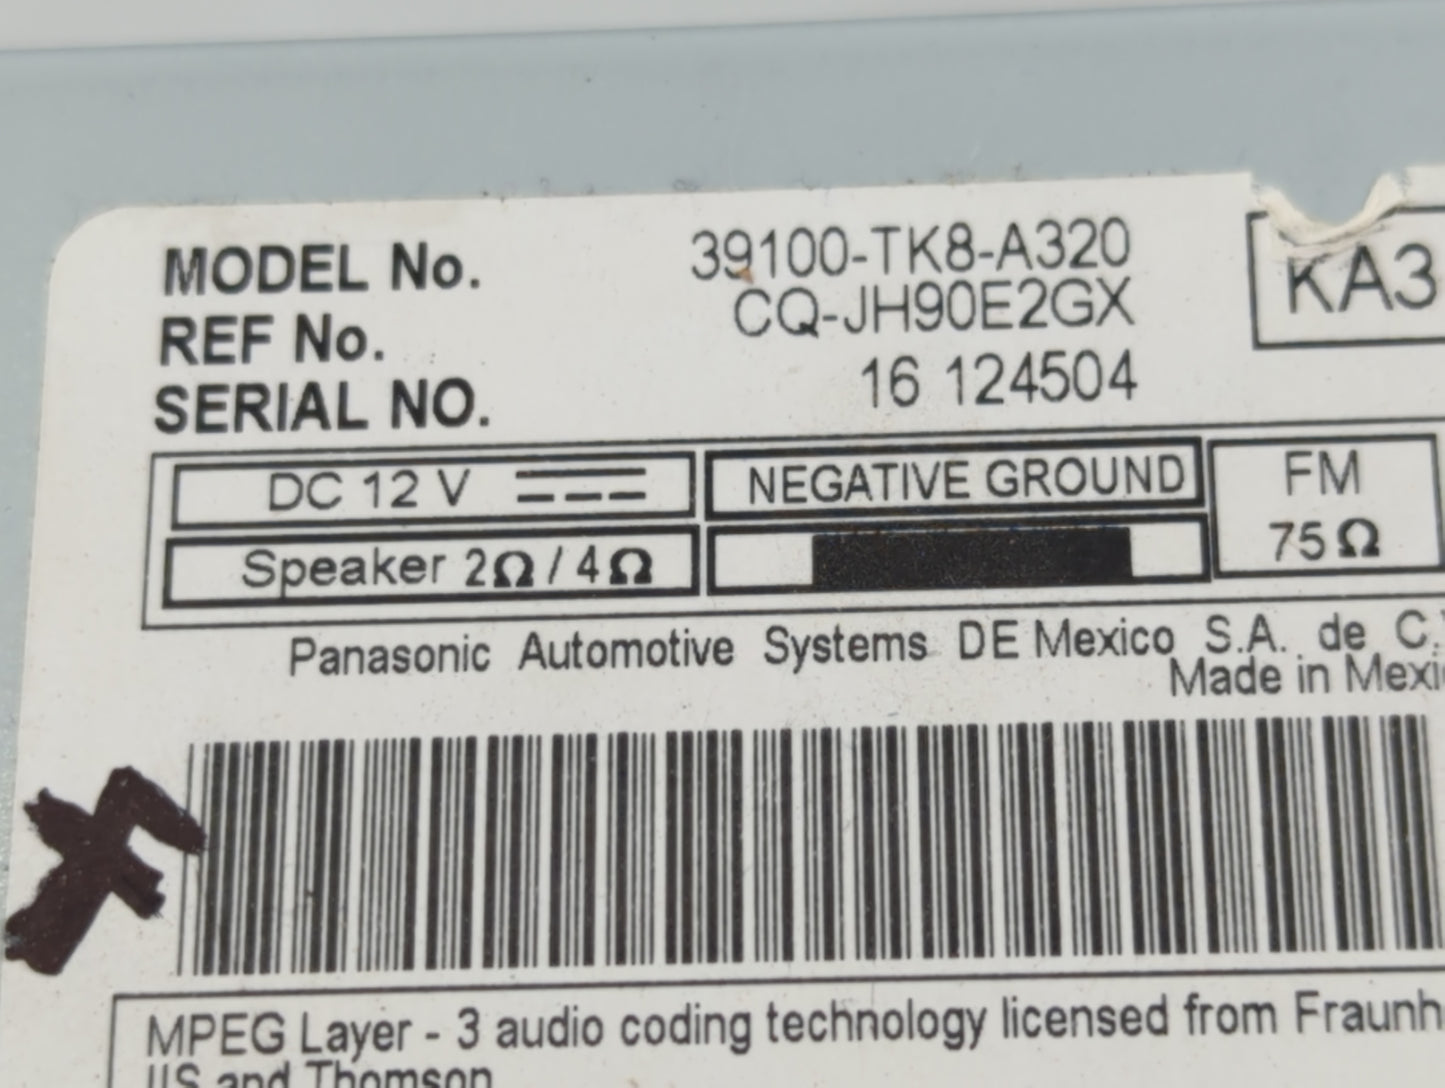 MODEL No. 39100-TK8-A320
REF No. CQ-JH90E2GX
SERIAL NO. 16 124504
KA3
DC 12 V
NEGATIVE GROUND
FM
75Ω
Speaker 2Ω / 4Ω
Panasonic Automotive Systems DE Mexico S.A. de C.
Made in Mexi
MPEG Layer - 3 audio coding technology licensed from Fraunh
IIS and Thomson